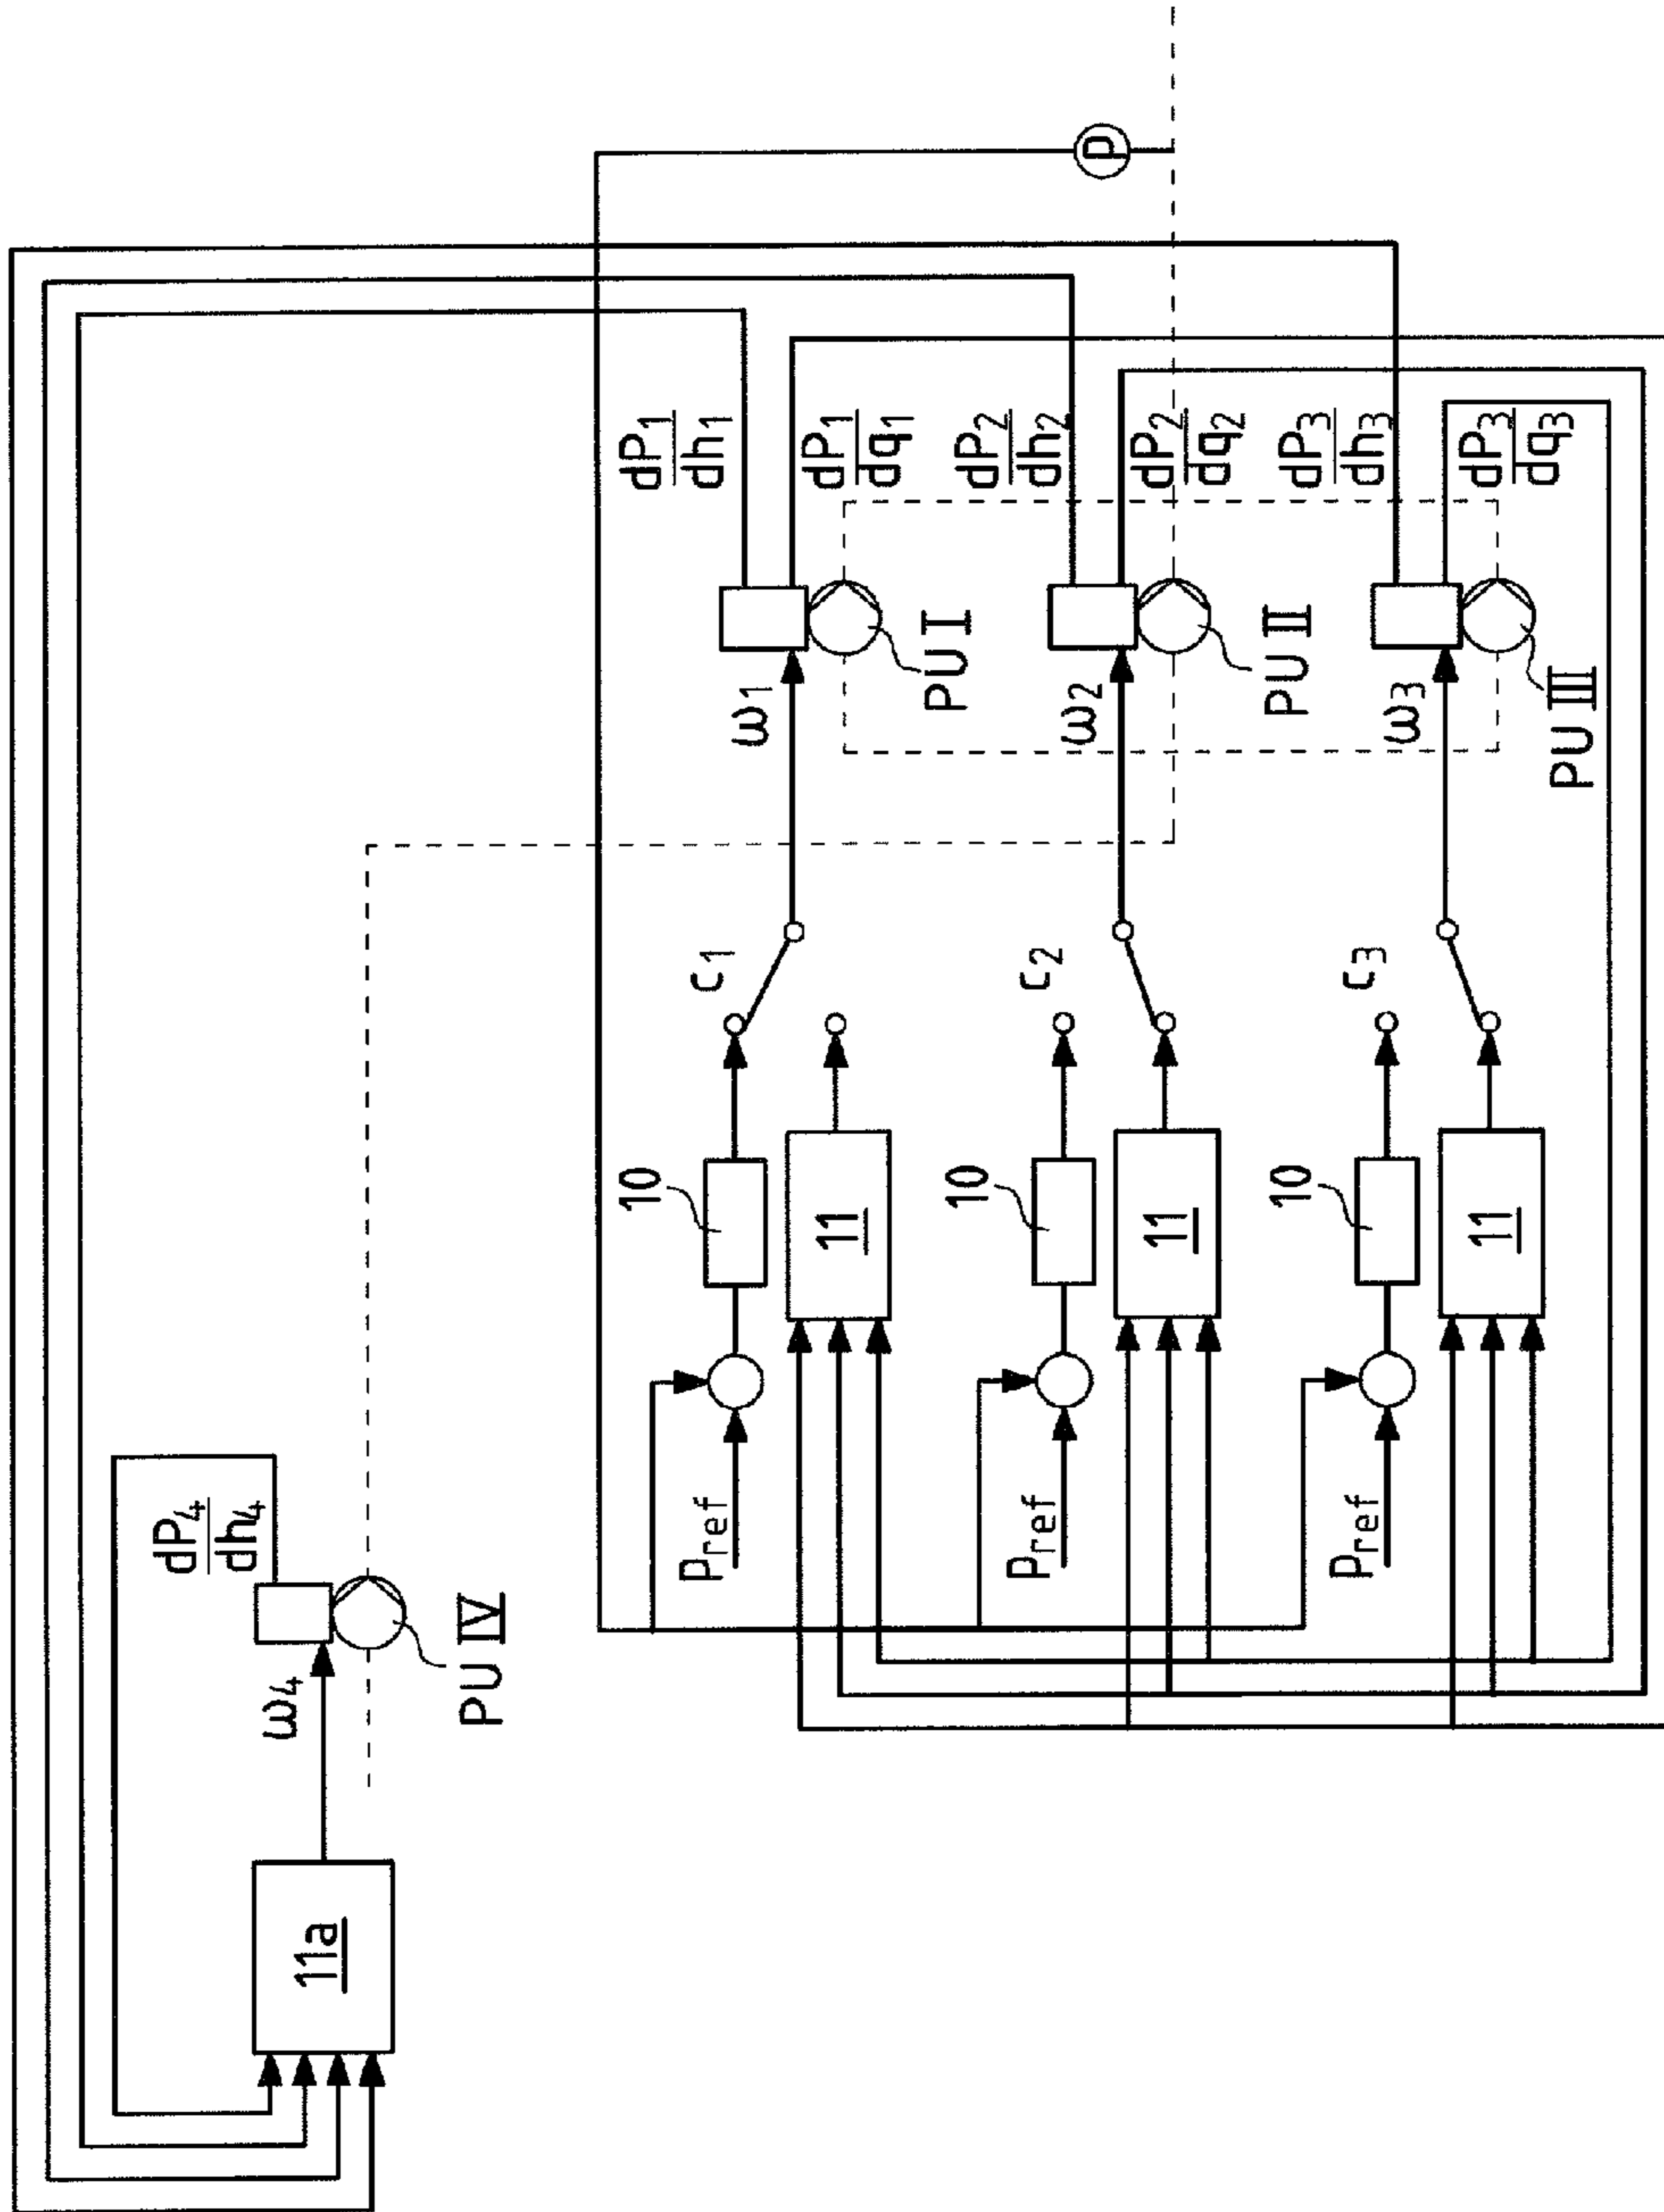 11a
ω4
dP4
dh4
PU IV
P
Pref
10
11
c1
ω1
dP1
dh1
dP1
dq1
PU I
Pref
10
11
c2
ω2
dP2
dh2
dP2
dq2
PU II
Pref
10
11
c3
ω3
dP3
dh3
dP3
dq3
PU III